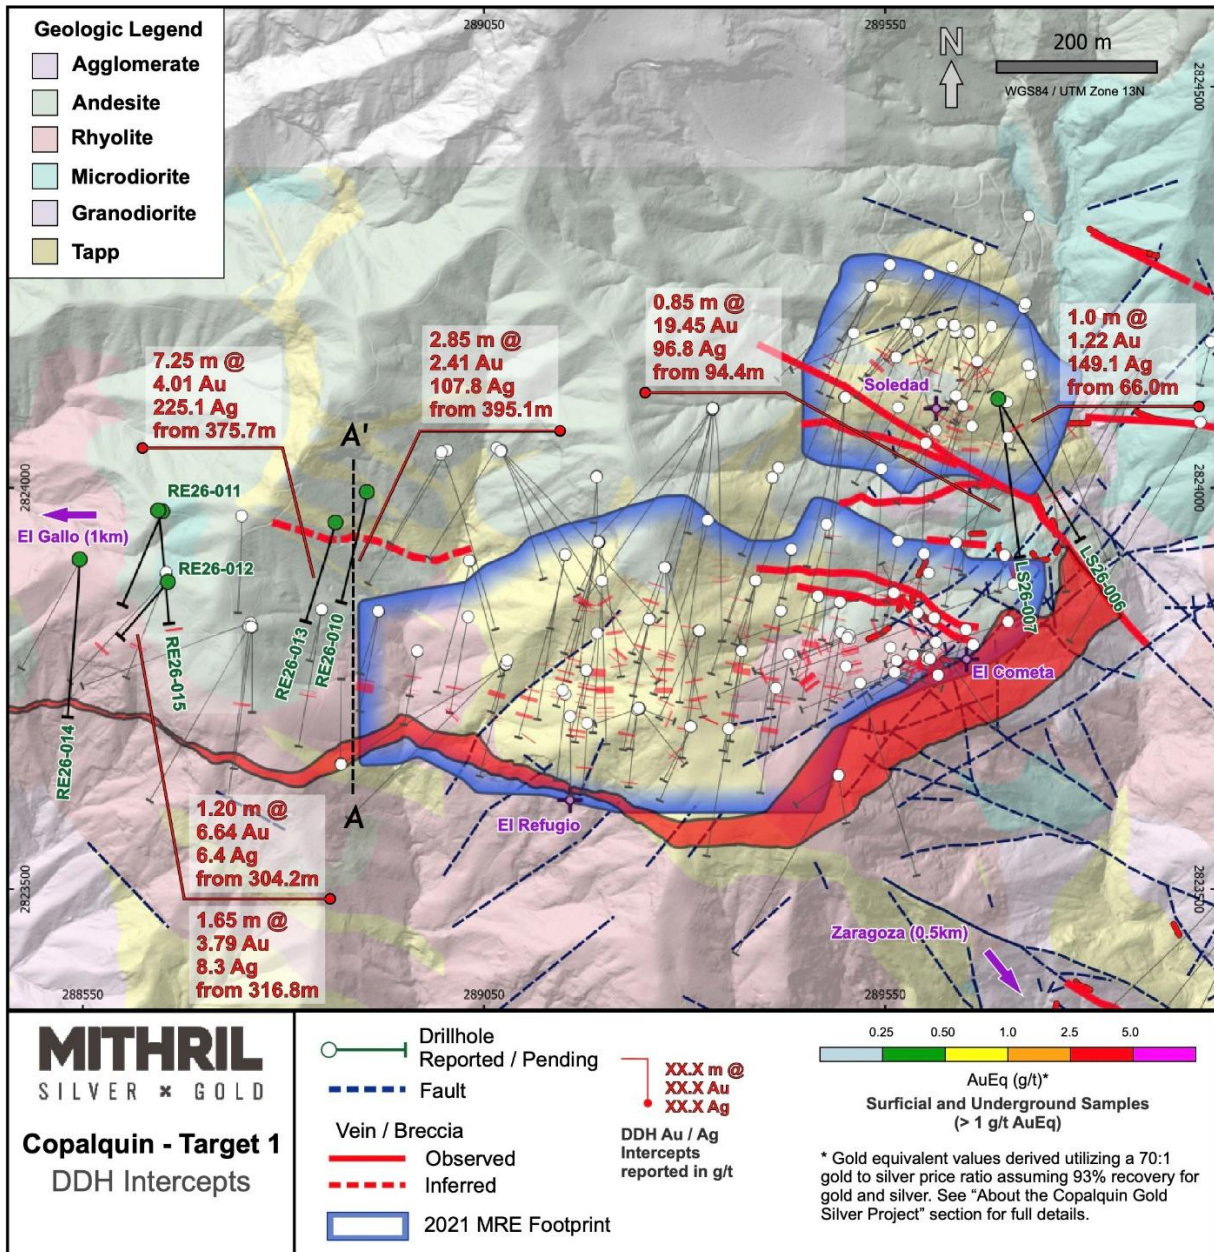 Geologic Legend
Agglomerate
Andesite
Rhyolite
Microdiorite
Granodiorite
Tapp
289050
289550
N
200 m
WGS84 / UTM Zone 13N
2824500
0.85 m @
19.45 Au
96.8 Ag
from 94.4m
1.0 m @
1.22 Au
149.1 Ag
from 66.0m
2.85 m @
2.41 Au
107.8 Ag
from 395.1m
7.25 m @
4.01 Au
225.1 Ag
from 375.7m
Soledad
A'
2824000
2824000
RE26-011
El Gallo (1km)
RE26-012
RE26-015
RE26-013
RE26-010
RE26-014
LS26-007
LS26-006
El Cometa
El Refugio
A
1.20 m @
6.64 Au
6.4 Ag
from 304.2m
1.65 m @
3.79 Au
8.3 Ag
from 316.8m
2823500
2823500
Zaragoza (0.5km)
288550
289050
289550
MITHRIL
SILVER GOLD
Copalquin - Target 1
DDH Intercepts
Drillhole
Reported / Pending
Fault
Vein / Breccia
Observed
Inferred
2021 MRE Footprint
XX.X m @
XX.X Au
XX.X Ag
DDH Au / Ag
Intercepts
reported in g/t
0.25 0.50 1.0 2.5 5.0
AuEq (g/t)*
Surficial and Underground Samples
(> 1 g/t AuEq)
* Gold equivalent values derived utilizing a 70:1
gold to silver price ratio assuming 93% recovery for
gold and silver. See “About the Copalquin Gold
Silver Project” section for full details.